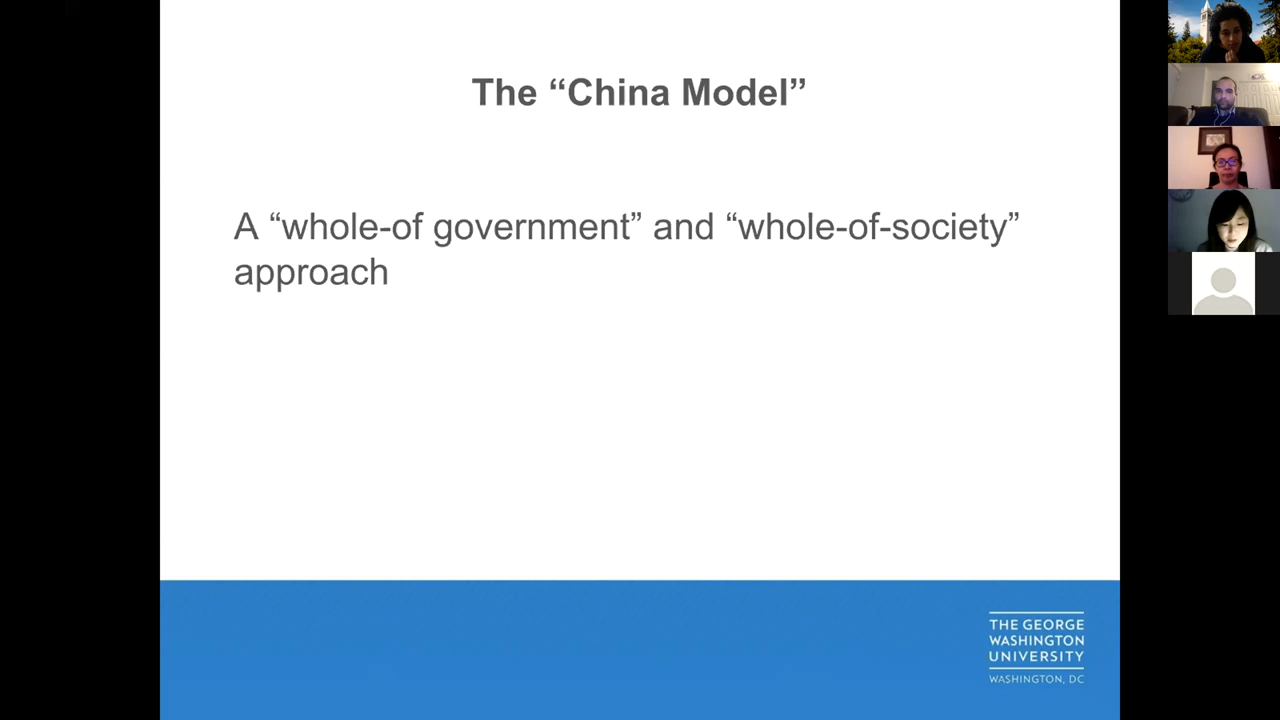 The “China Model”
A “whole-of government” and “whole-of-society”
approach
THE GEORGE
WASHINGTON
UNIVERSITY
WASHINGTON, DC